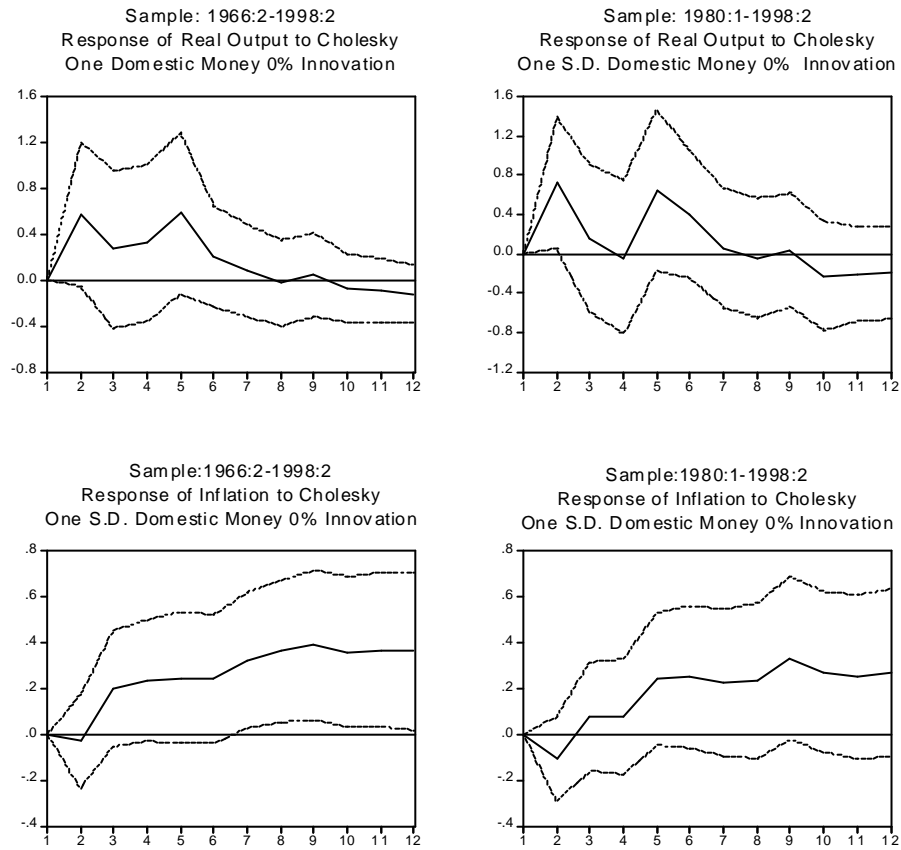 Sample: 1966:2-1998:2
Response of Real Output to Cholesky
One Domestic Money 0% Innovation
1.6
1.2
0.8
0.4
0.0
-0.4
-0.8
1 2 3 4 5 6 7 8 9 10 11 12
Sample: 1980:1-1998:2
Response of Real Output to Cholesky
One S.D. Domestic Money 0% Innovation
1.6
1.2
0.8
0.4
0.0
-0.4
-0.8
-1.2
1 2 3 4 5 6 7 8 9 10 11 12
Sample:1966:2-1998:2
Response of Inflation to Cholesky
One S.D. Domestic Money 0% Innovation
.8
.6
.4
.2
.0
-.2
-.4
1 2 3 4 5 6 7 8 9 10 11 12
Sample:1980:1-1998:2
Response of Inflation to Cholesky
One S.D. Domestic Money 0% Innovation
.8
.6
.4
.2
.0
-.2
-.4
1 2 3 4 5 6 7 8 9 10 11 12